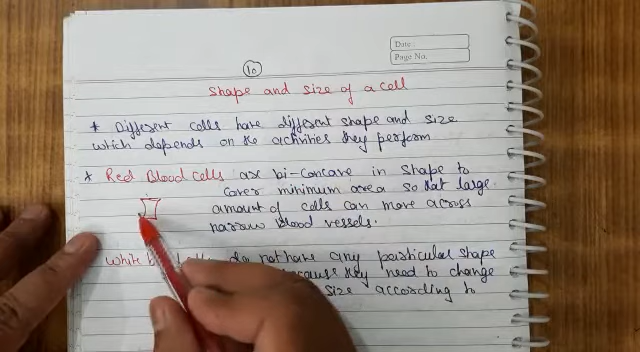 Date
Page No.
10
Shape and size of a cell
* Different cells have different shape and size
which depends on the activities they perform
* Red Blood Cells are bi-concave in shape to
cover minimum area so that large
amount of cells can move across
narrow blood vessels.
White do not have any particular shape
because they need to change
size according to